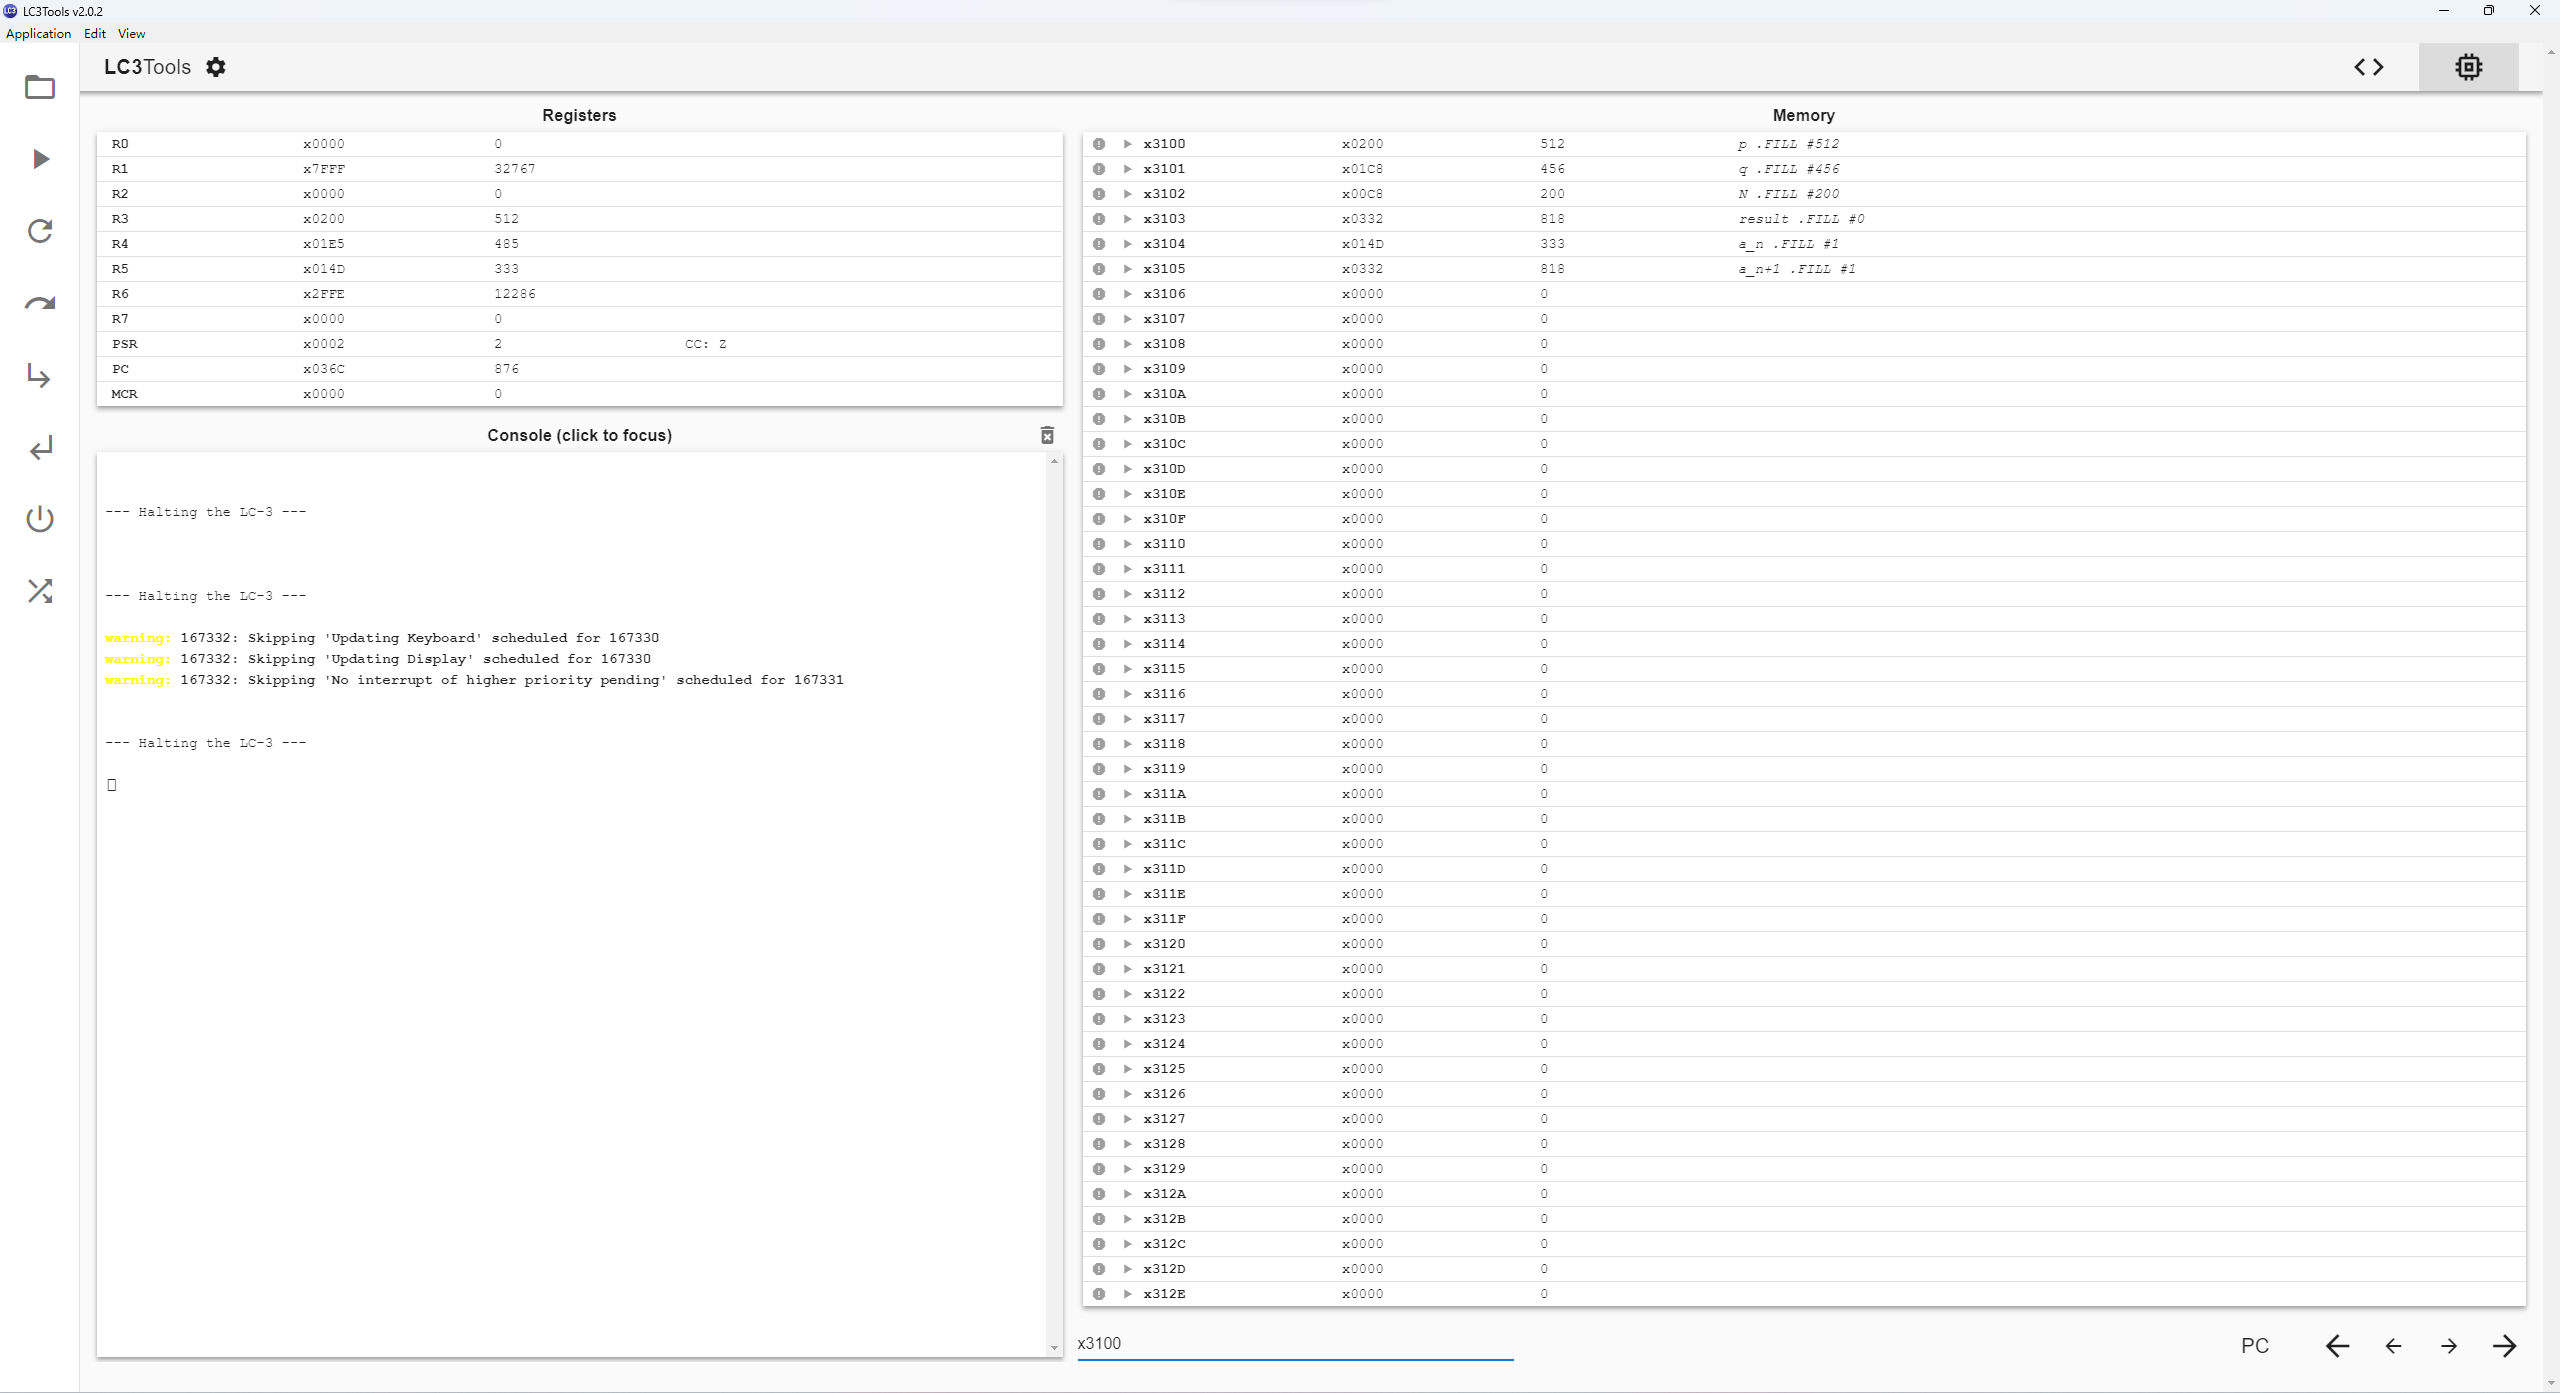 LC3Tools v2.0.2
Application Edit View
LC3Tools
Registers
R0 x0000 0
R1 x7FFF 32767
R2 x0000 0
R3 x0200 512
R4 x01E5 485
R5 x014D 333
R6 x2FFE 12286
R7 x0000 0
PSR x0002 2 CC: Z
PC x036C 876
MCR x0000 0
Console (click to focus)
--- Halting the LC-3 ---
--- Halting the LC-3 ---
warning: 167332: Skipping 'Updating Keyboard' scheduled for 167330
warning: 167332: Skipping 'Updating Display' scheduled for 167330
warning: 167332: Skipping 'No interrupt of higher priority pending' scheduled for 167331
--- Halting the LC-3 ---
Memory
x3100 x0200 512 p .FILL #512
x3101 x01C8 456 q .FILL #456
x3102 x00C8 200 N .FILL #200
x3103 x0332 818 result .FILL #0
x3104 x014D 333 a_n .FILL #1
x3105 x0332 818 a_n+1 .FILL #1
x3106 x0000 0
x3107 x0000 0
x3108 x0000 0
x3109 x0000 0
x310A x0000 0
x310B x0000 0
x310C x0000 0
x310D x0000 0
x310E x0000 0
x310F x0000 0
x3110 x0000 0
x3111 x0000 0
x3112 x0000 0
x3113 x0000 0
x3114 x0000 0
x3115 x0000 0
x3116 x0000 0
x3117 x0000 0
x3118 x0000 0
x3119 x0000 0
x311A x0000 0
x311B x0000 0
x311C x0000 0
x311D x0000 0
x311E x0000 0
x311F x0000 0
x3120 x0000 0
x3121 x0000 0
x3122 x0000 0
x3123 x0000 0
x3124 x0000 0
x3125 x0000 0
x3126 x0000 0
x3127 x0000 0
x3128 x0000 0
x3129 x0000 0
x312A x0000 0
x312B x0000 0
x312C x0000 0
x312D x0000 0
x312E x0000 0
x3100
PC